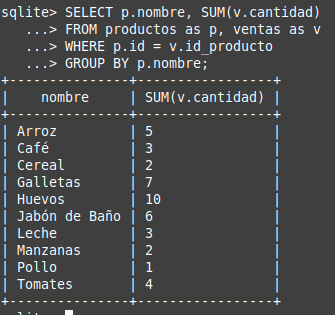 sqlite> SELECT p.nombre, SUM(v.cantidad)
   ...> FROM productos as p, ventas as v
   ...> WHERE p.id = v.id_producto
   ...> GROUP BY p.nombre;
+---------------+-----------------+
|    nombre     | SUM(v.cantidad) |
+---------------+-----------------+
| Arroz         | 5               |
| Café          | 3               |
| Cereal        | 2               |
| Galletas      | 7               |
| Huevos        | 10              |
| Jabón de Baño | 6               |
| Leche         | 3               |
| Manzanas      | 2               |
| Pollo         | 1               |
| Tomates       | 4               |
+---------------+-----------------+